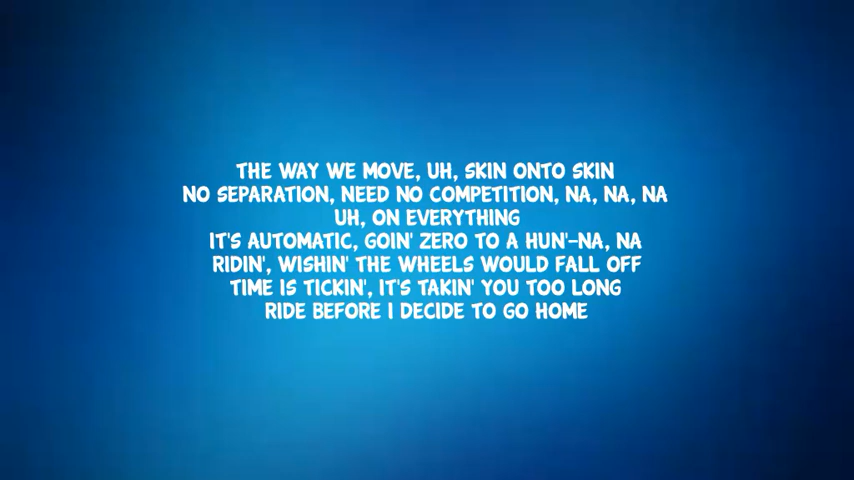 THE WAY WE MOVE, UH, SKIN ONTO SKIN
NO SEPARATION, NEED NO COMPETITION, NA, NA, NA
UH, ON EVERYTHING
IT'S AUTOMATIC, GOIN' ZERO TO A HUN'-NA, NA
RIDIN', WISHIN' THE WHEELS WOULD FALL OFF
TIME IS TICKIN', IT'S TAKIN' YOU TOO LONG
RIDE BEFORE I DECIDE TO GO HOME